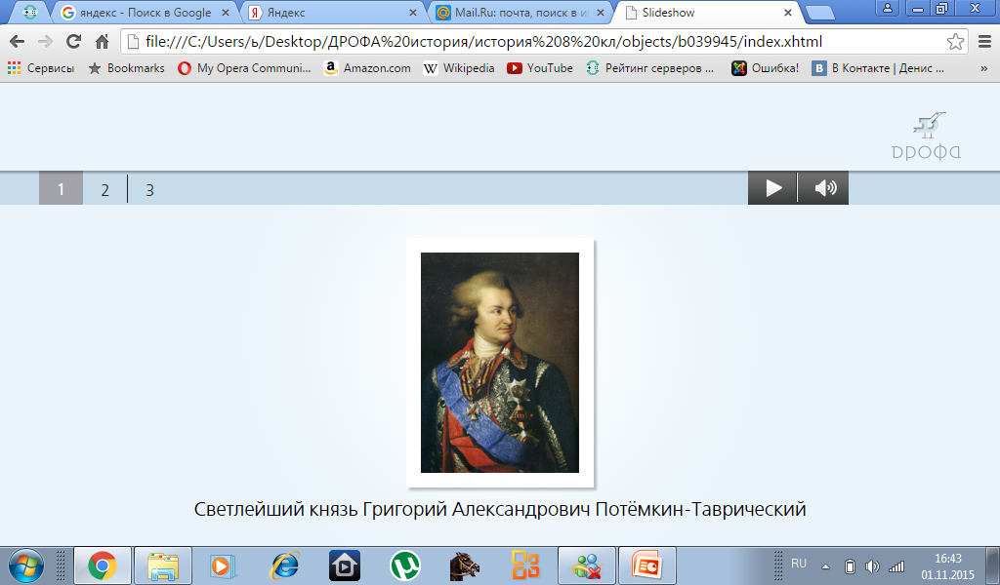 яндекс - Поиск в Google
Яндекс
Mail.Ru: почта, поиск в и
Slideshow
file:///C:/Users/ь/Desktop/ДРОФА%20история/история%208%20кл/objects/b039945/index.xhtml
Сервисы
Bookmarks
My Opera Communi...
Amazon.com
Wikipedia
YouTube
Рейтинг серверов ...
Ошибка!
В Контакте | Денис ...
»
ДРОФА
1
2
3
Светлейший князь Григорий Александрович Потёмкин-Таврический
RU
16:43
01.11.2015